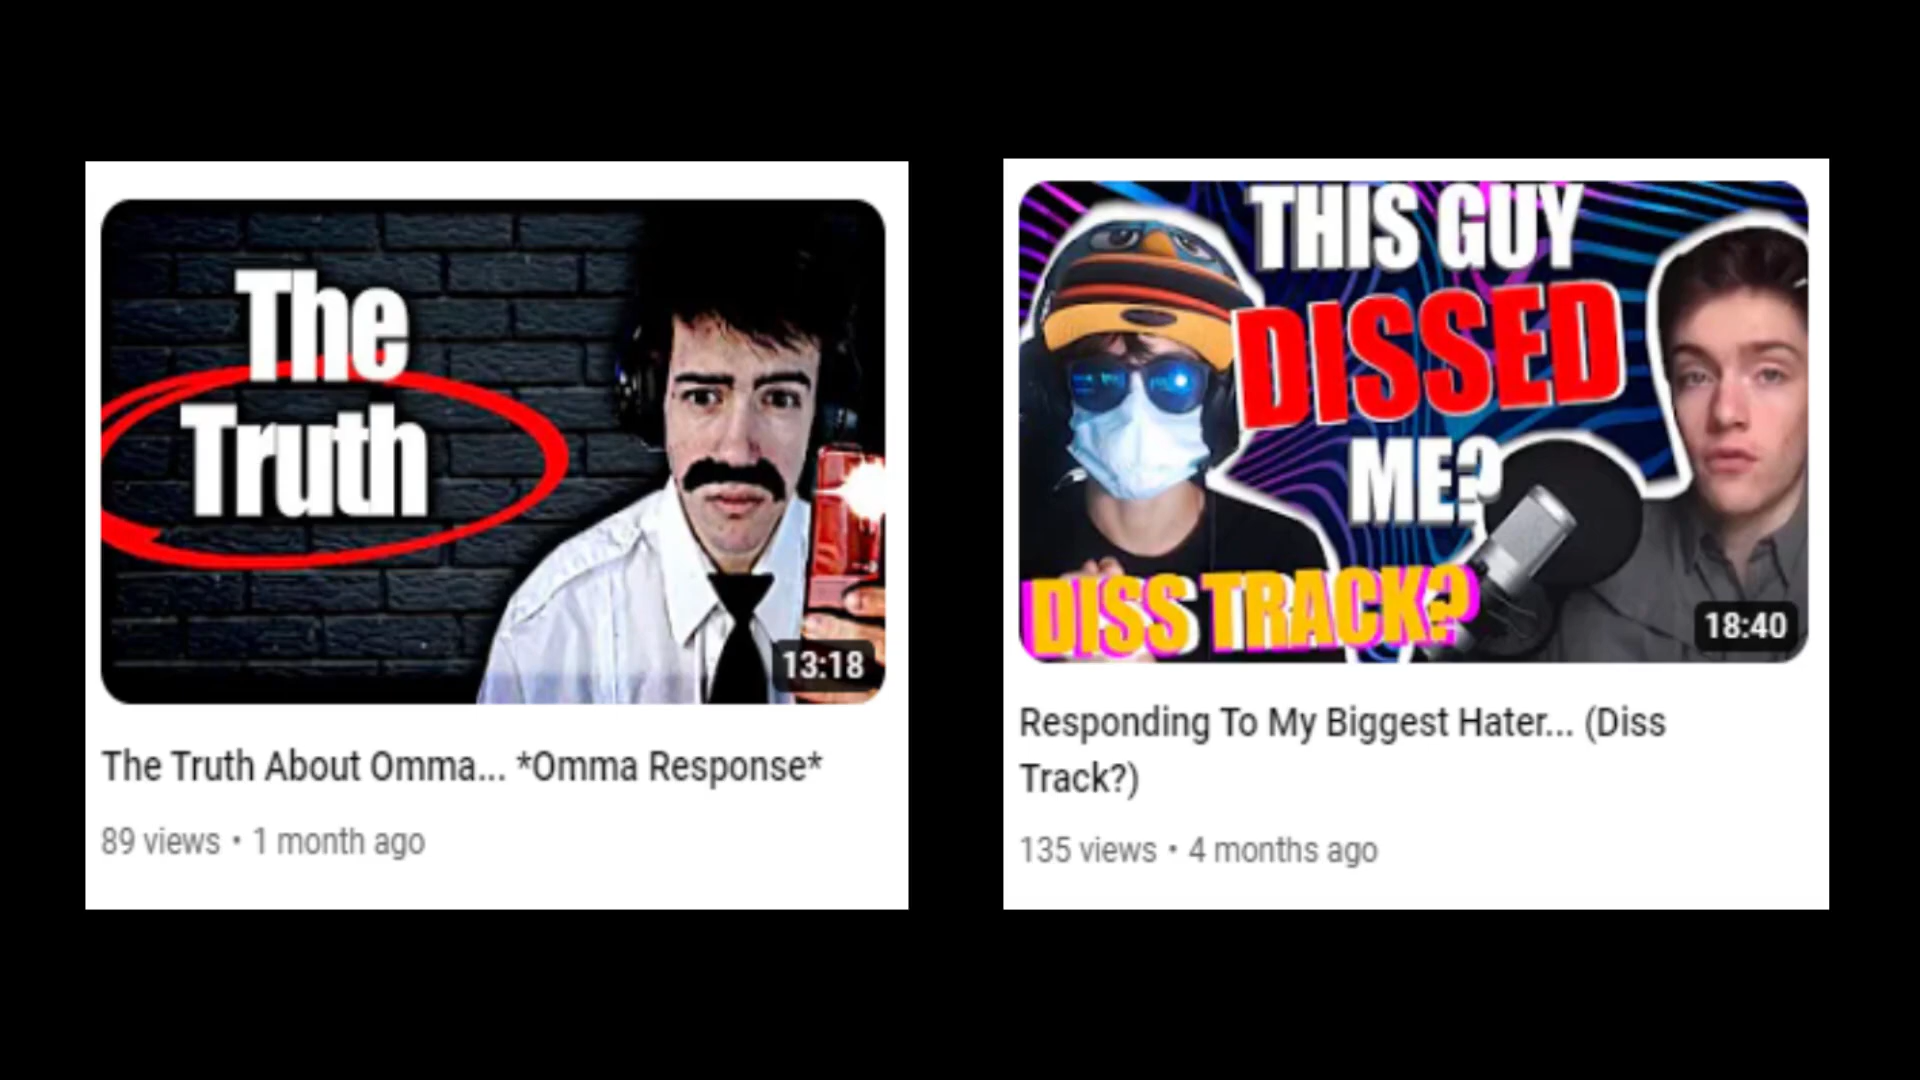 The
Truth
13:18
The Truth About Omma... *Omma Response*
89 views • 1 month ago
THIS GUY
DISSED
ME?
DISS TRACK?
18:40
Responding To My Biggest Hater... (Diss
Track?)
135 views • 4 months ago